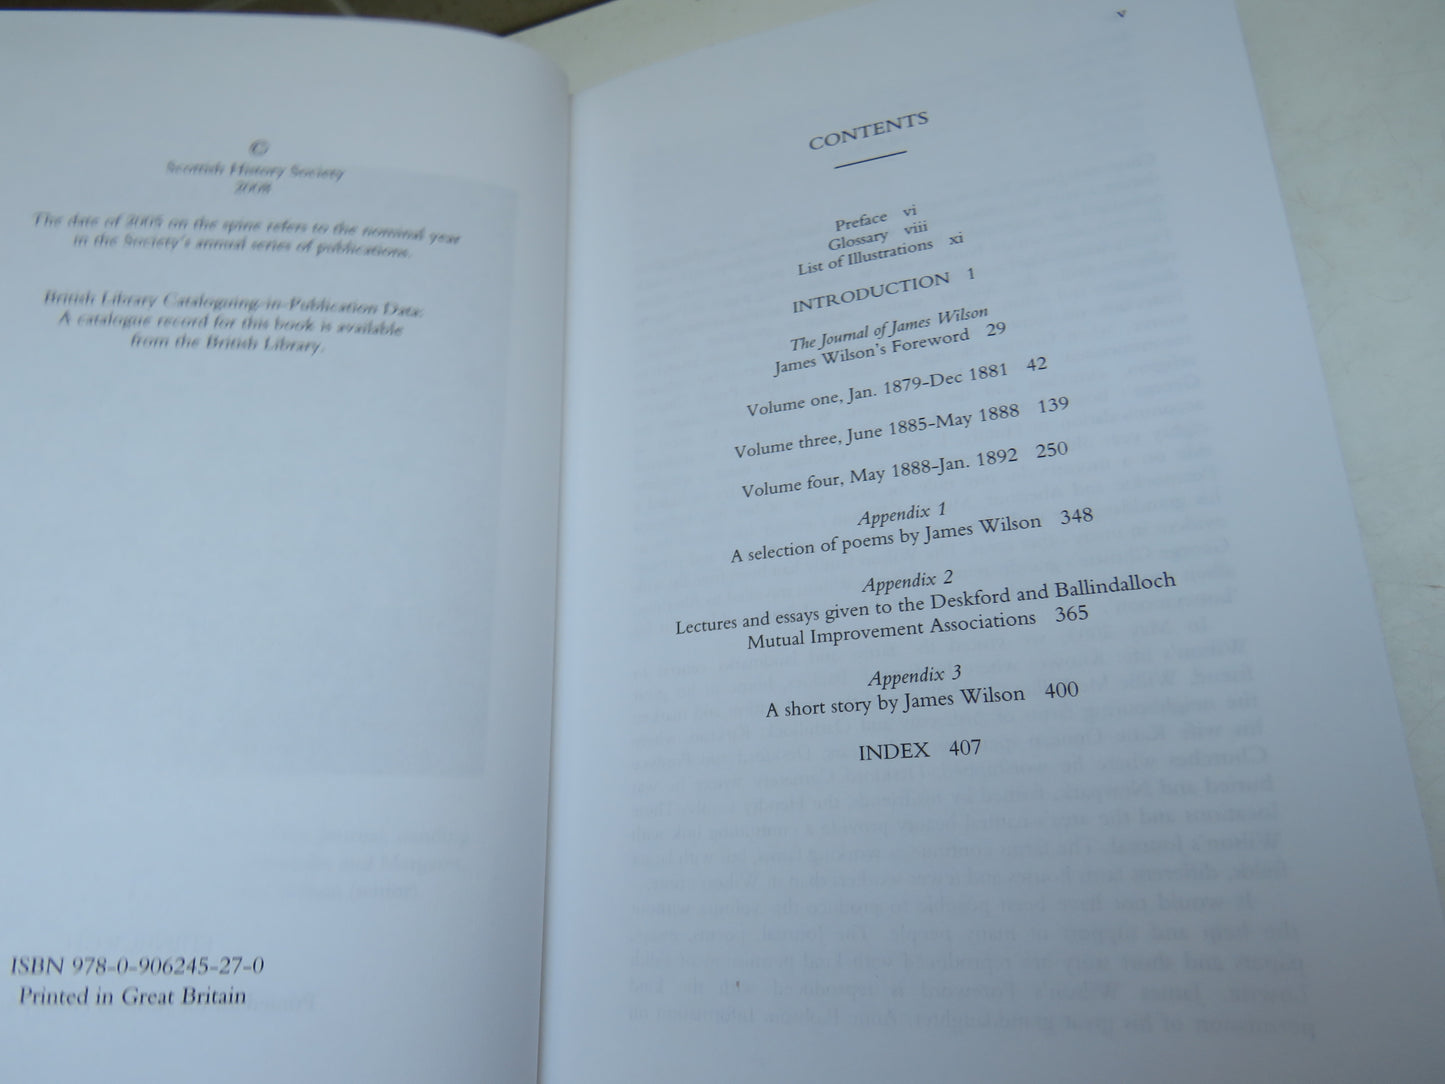 ©
Scottish History Society
2008
The date of 2005 on the spine refers to the nominal year
in the Society's annual series of publications.
British Library Cataloguing-in-Publication Data:
A catalogue record for this book is available
from the British Library.
ISBN 978-0-906245-27-0
Printed in Great Britain
v
CONTENTS
Preface vi
Glossary viii
List of Illustrations xi
INTRODUCTION 1
The Journal of James Wilson
James Wilson's Foreword 29
Volume one, Jan. 1879–Dec 1881 42
Volume three, June 1885–May 1888 139
Volume four, May 1888–Jan. 1892 250
Appendix 1
A selection of poems by James Wilson 348
Appendix 2
Lectures and essays given to the Deskford and Ballindalloch
Mutual Improvement Associations 365
Appendix 3
A short story by James Wilson 400
INDEX 407